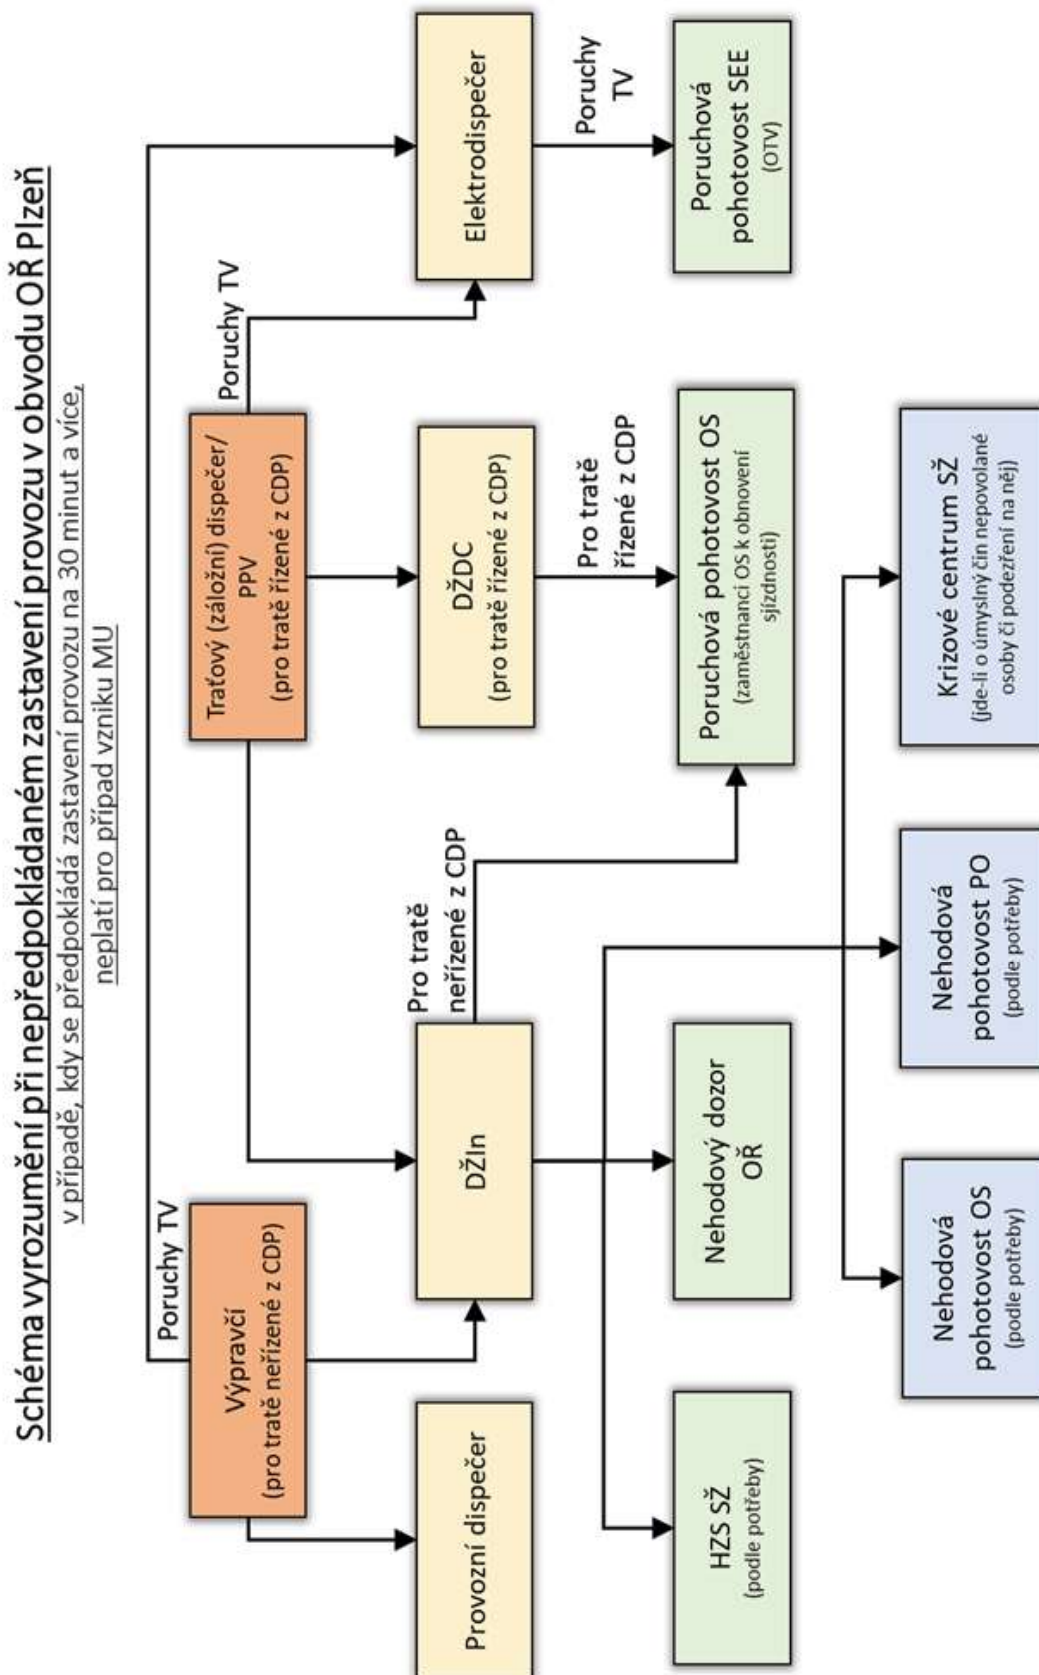 Schéma vyrozumění při nepředpokládaném zastavení provozu v obvodu OŘ Plzeň
v případě, kdy se předpokládá zastavení provozu na 30 minut a více,
neplatí pro případ vzniku MU
Poruchy TV
Poruchy TV
Výpravčí
(pro tratě neřízené z CDP)
Traťový (záložní) dispečer/
PPV
(pro tratě řízené z CDP)
Provozní dispečer
DŽIn
Pro tratě
neřízené z CDP
DŽDC
(pro tratě řízené z CDP)
Elektrodispečer
Pro tratě
řízené z CDP
Poruchy
TV
HZS SŽ
(podle potřeby)
Nehodový dozor
OŘ
Poruchová pohotovost OS
(zaměstnanci OS k obnovení
sjízdnosti)
Poruchová
pohotovost SEE
(OTV)
Nehodová
pohotovost OS
(podle potřeby)
Nehodová
pohotovost PO
(podle potřeby)
Krizové centrum SŽ
(jde-li o úmyslný čin nepovolané
osoby či podezření na něj)